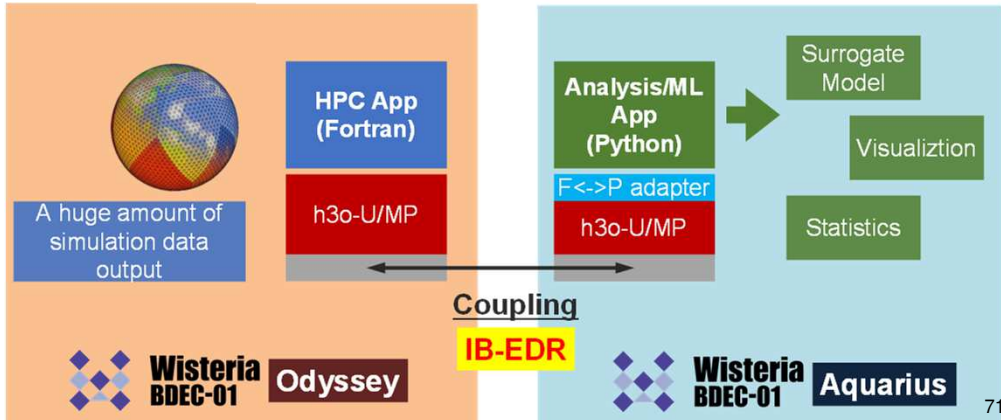 HPC App
(Fortran)
A huge amount of
simulation data
output
h3o-U/MP
Analysis/ML
App
(Python)
F<->P adapter
h3o-U/MP
Surrogate
Model
Visualiztion
Statistics
Coupling
IB-EDR
Wisteria
BDEC-01
Odyssey
Wisteria
BDEC-01
Aquarius
71